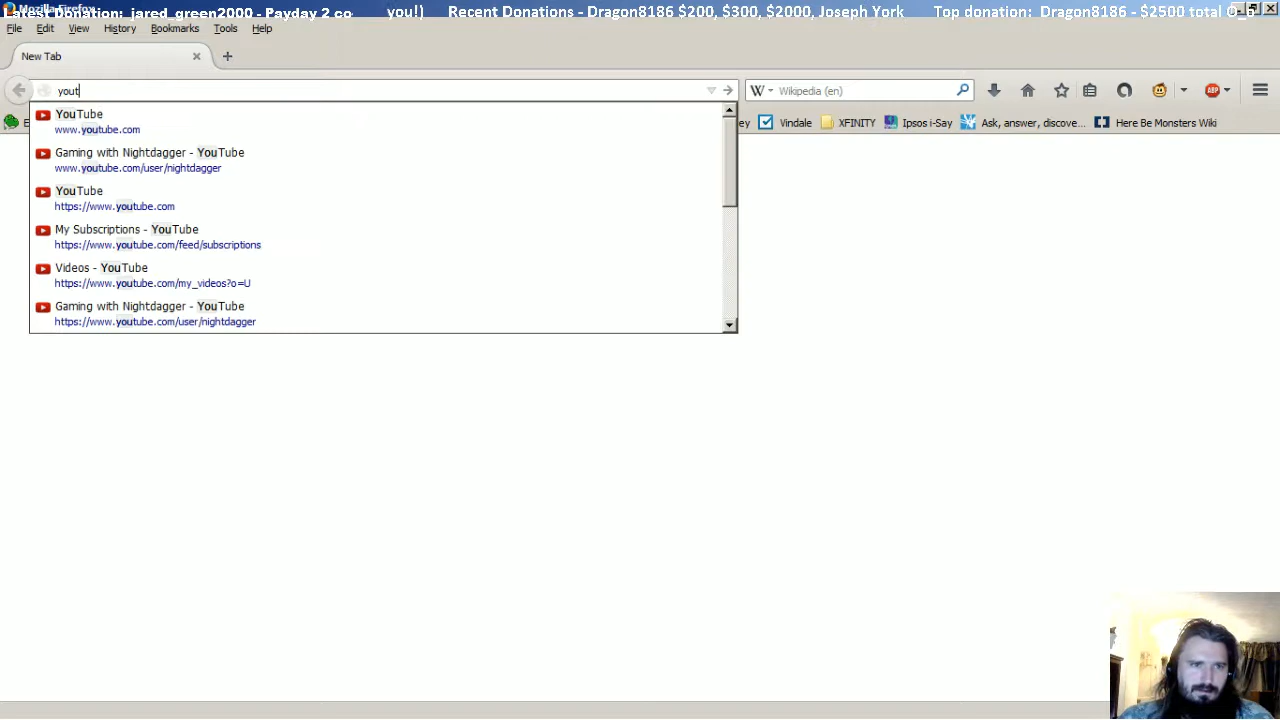 Mozilla Firefox
Latest Donation: jared_green2000 - Payday 2 co you!) Recent Donations - Dragon8186 $200, $300, $2000, Joseph York Top donation: Dragon8186 - $2500 total
File Edit View History Bookmarks Tools Help
New Tab
yout
Wikipedia (en)
YouTube
www.youtube.com
Vindale XFINITY Ipsos i-Say Ask, answer, discove... Here Be Monsters Wiki
Gaming with Nightdagger - YouTube
www.youtube.com/user/nightdagger
YouTube
https://www.youtube.com
My Subscriptions - YouTube
https://www.youtube.com/feed/subscriptions
Videos - YouTube
https://www.youtube.com/my_videos?o=U
Gaming with Nightdagger - YouTube
https://www.youtube.com/user/nightdagger